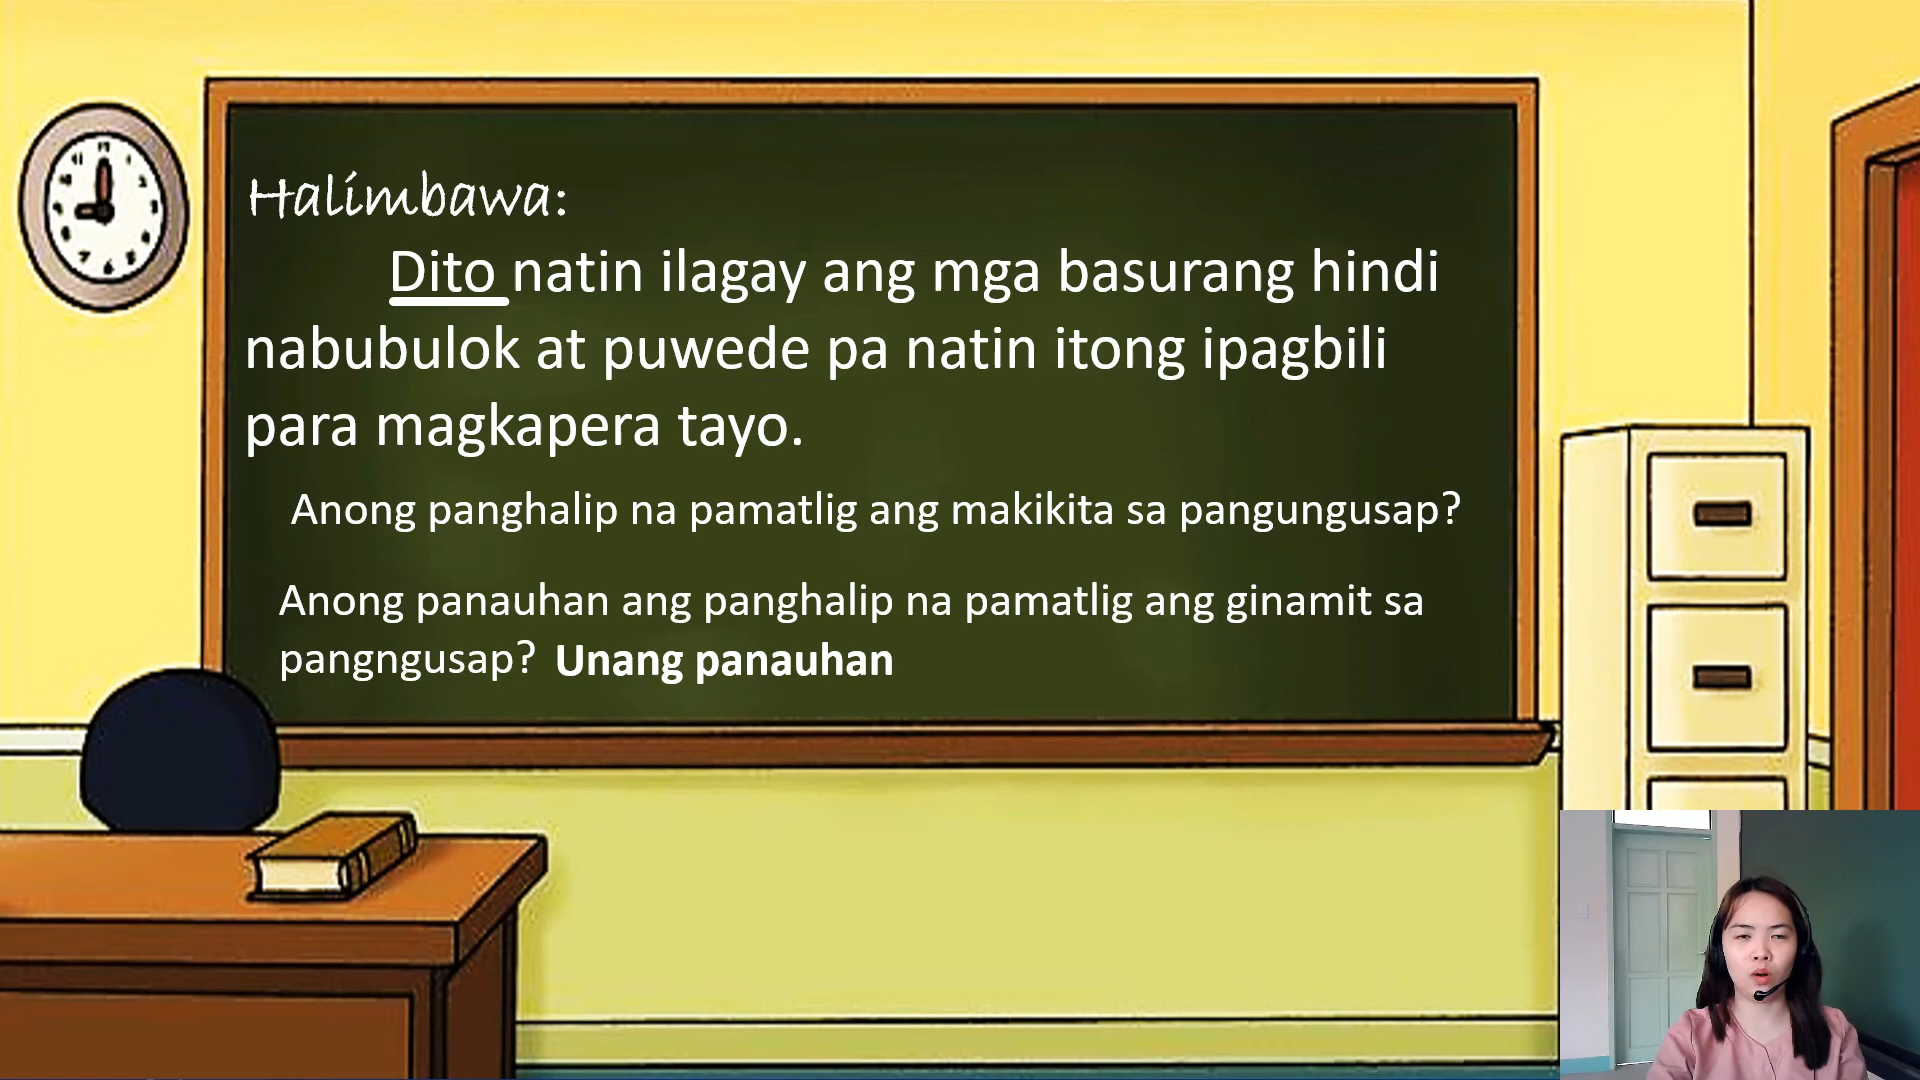 Halimbawa:
Dito natin ilagay ang mga basurang hindi
nabubulok at puwede pa natin itong ipagbili
para magkapera tayo.
Anong panghalip na pamatlig ang makikita sa pangungusap?
Anong panauhan ang panghalip na pamatlig ang ginamit sa
pangngusap? Unang panauhan